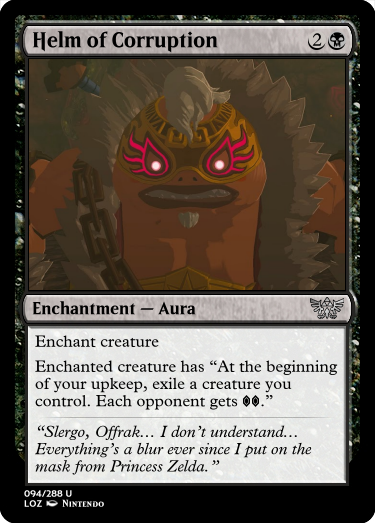 Helm of Corruption 2
Enchantment — Aura
Enchant creature
Enchanted creature has “At the beginning
of your upkeep, exile a creature you
control. Each opponent gets .”
“Slergo, Offrak… I don't understand…
Everything's a blur ever since I put on the
mask from Princess Zelda.”
094/288 U
LOZ Nintendo